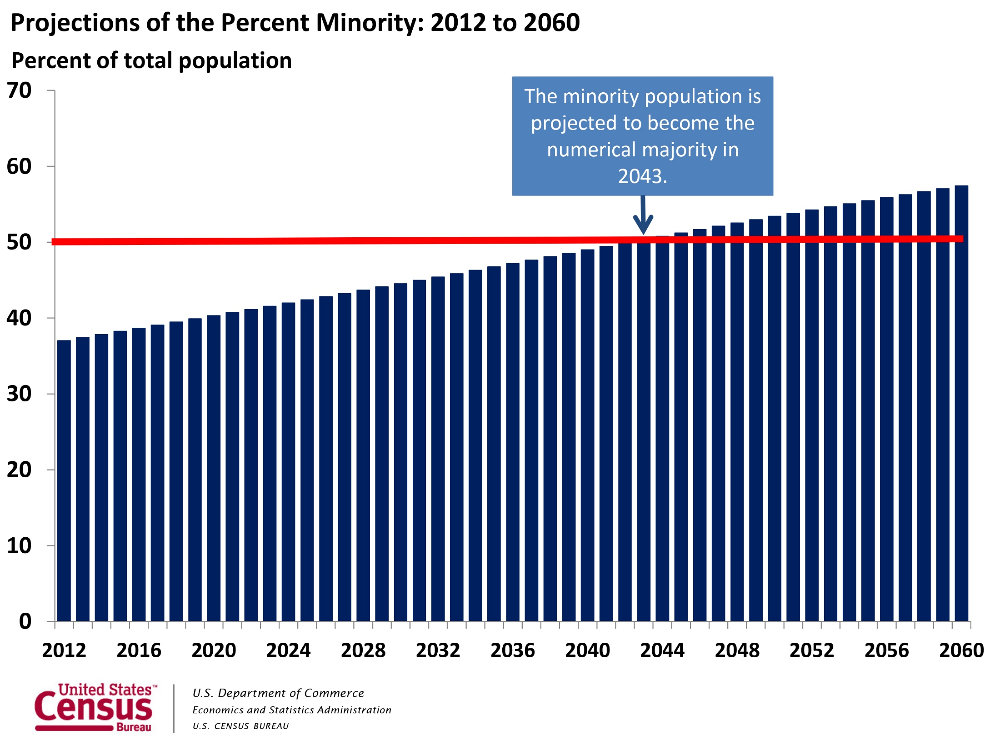 Projections of the Percent Minority: 2012 to 2060
Percent of total population
The minority population is
projected to become the
numerical majority in
2043.
70
60
50
40
30
20
10
0
2012 2016 2020 2024 2028 2032 2036 2040 2044 2048 2052 2056 2060
United States™
Census
Bureau
U.S. Department of Commerce
Economics and Statistics Administration
U.S. CENSUS BUREAU